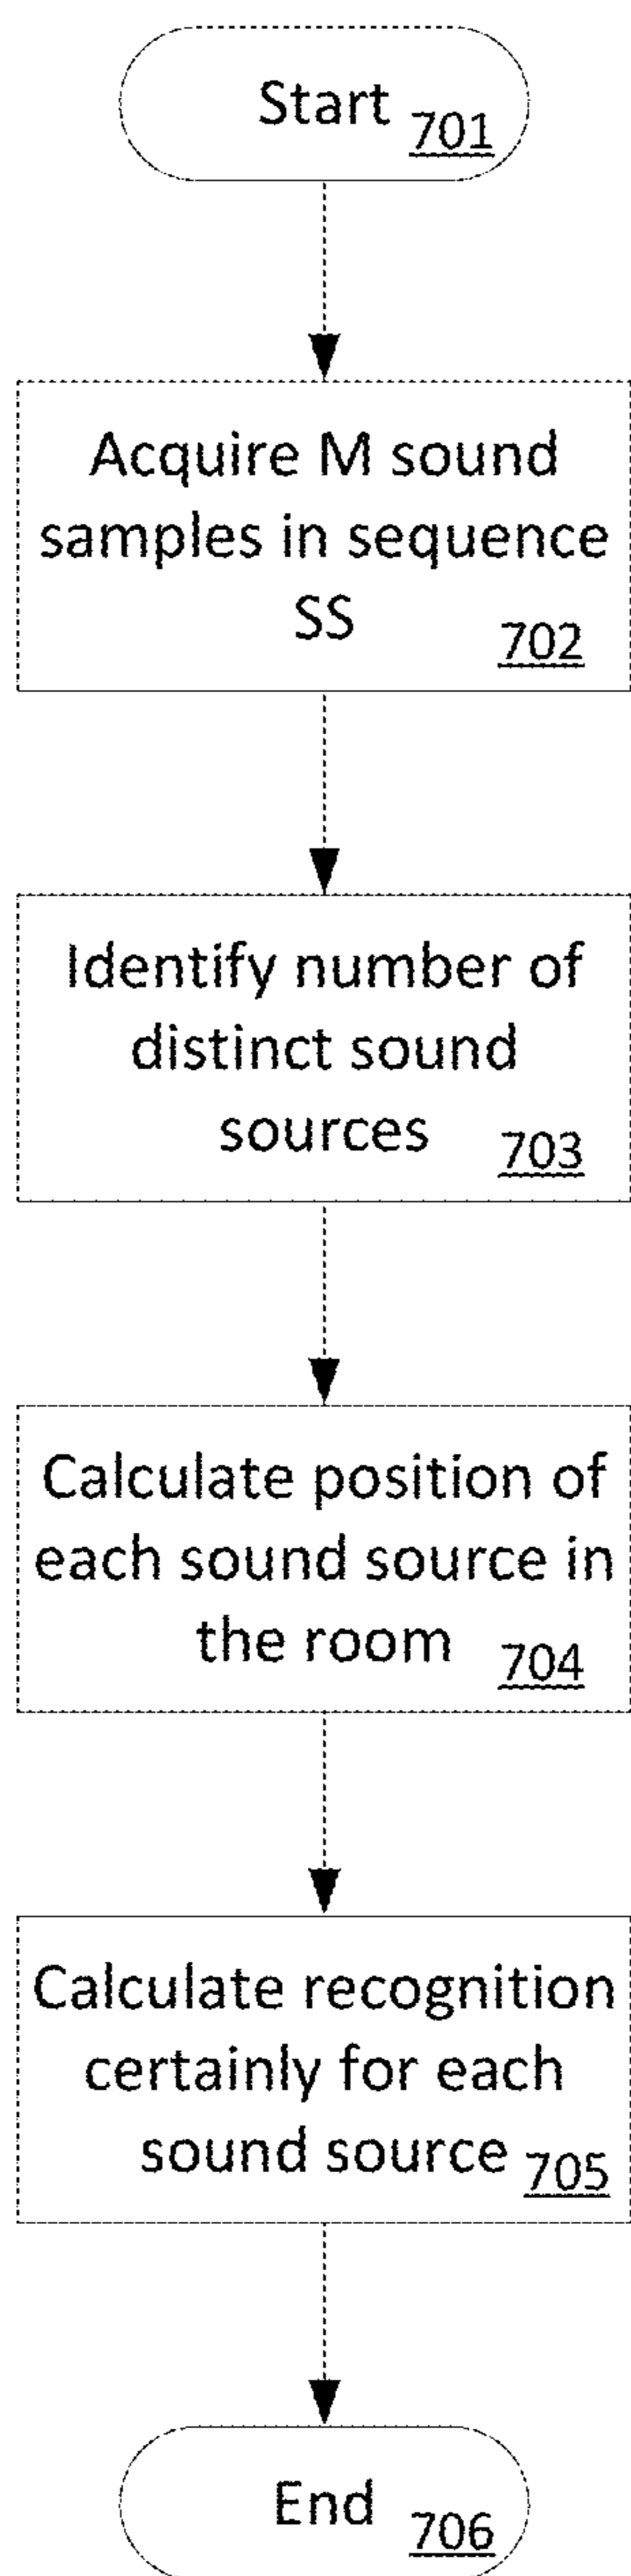 Start 701
Acquire M sound
samples in sequence
SS 702
Identify number of
distinct sound
sources 703
Calculate position of
each sound source in
the room 704
Calculate recognition
certainly for each
sound source 705
End 706